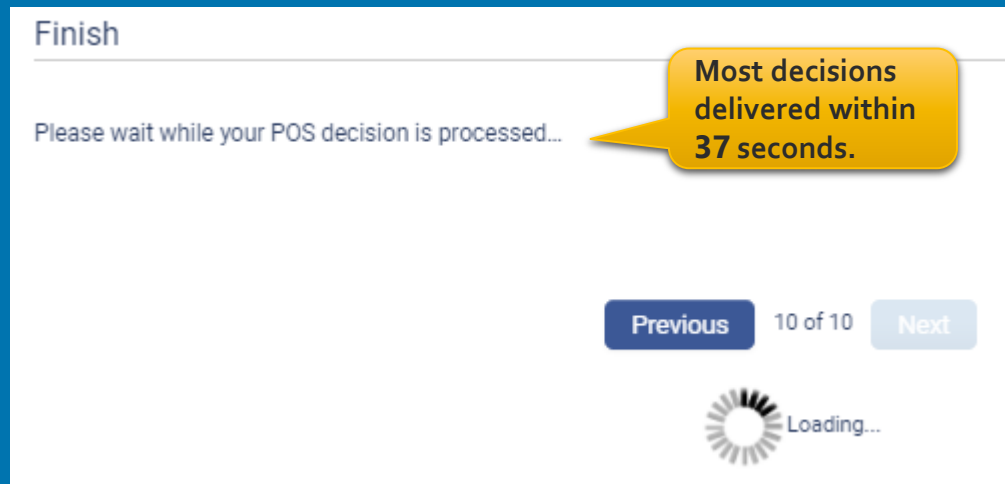 Finish
Most decisions
delivered within
37 seconds.
Please wait while your POS decision is processed...
Previous 10 of 10 Next
Loading...